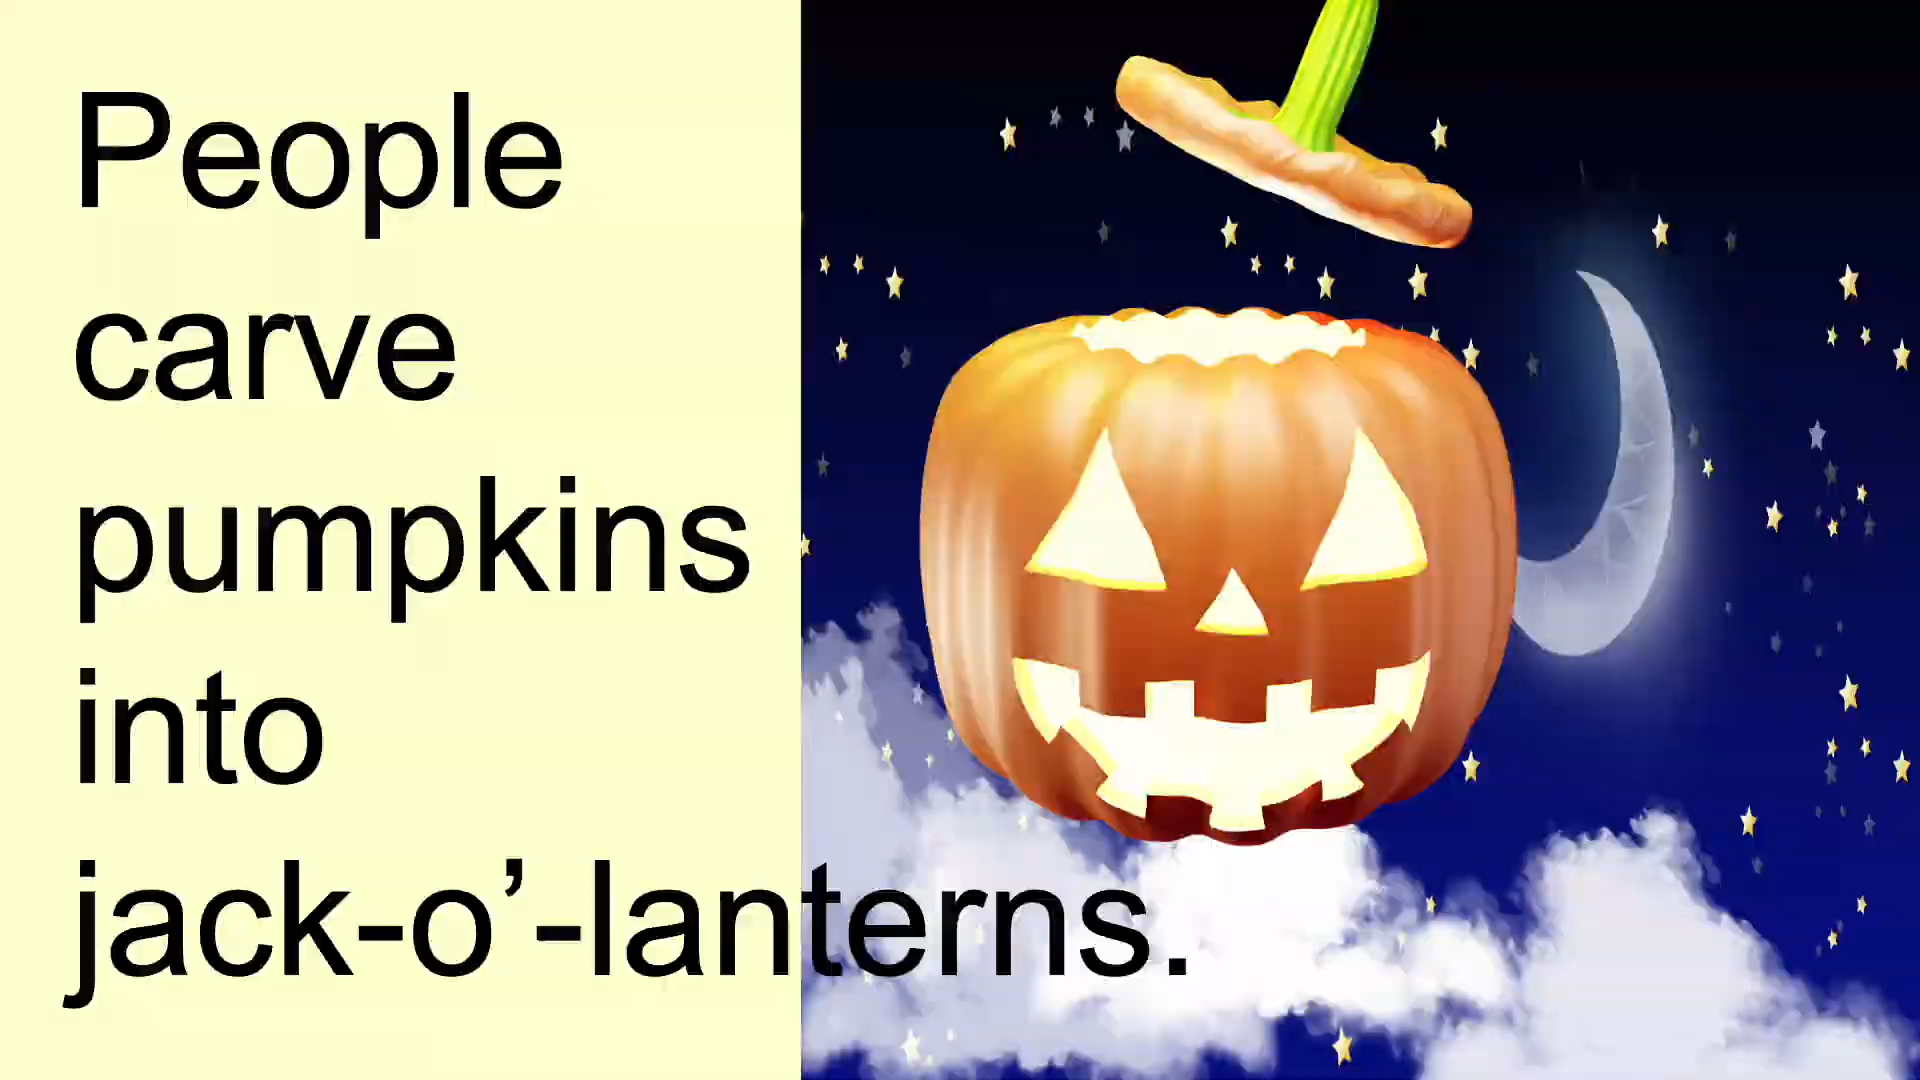 People
carve
pumpkins
into
jack-o’-lanterns.